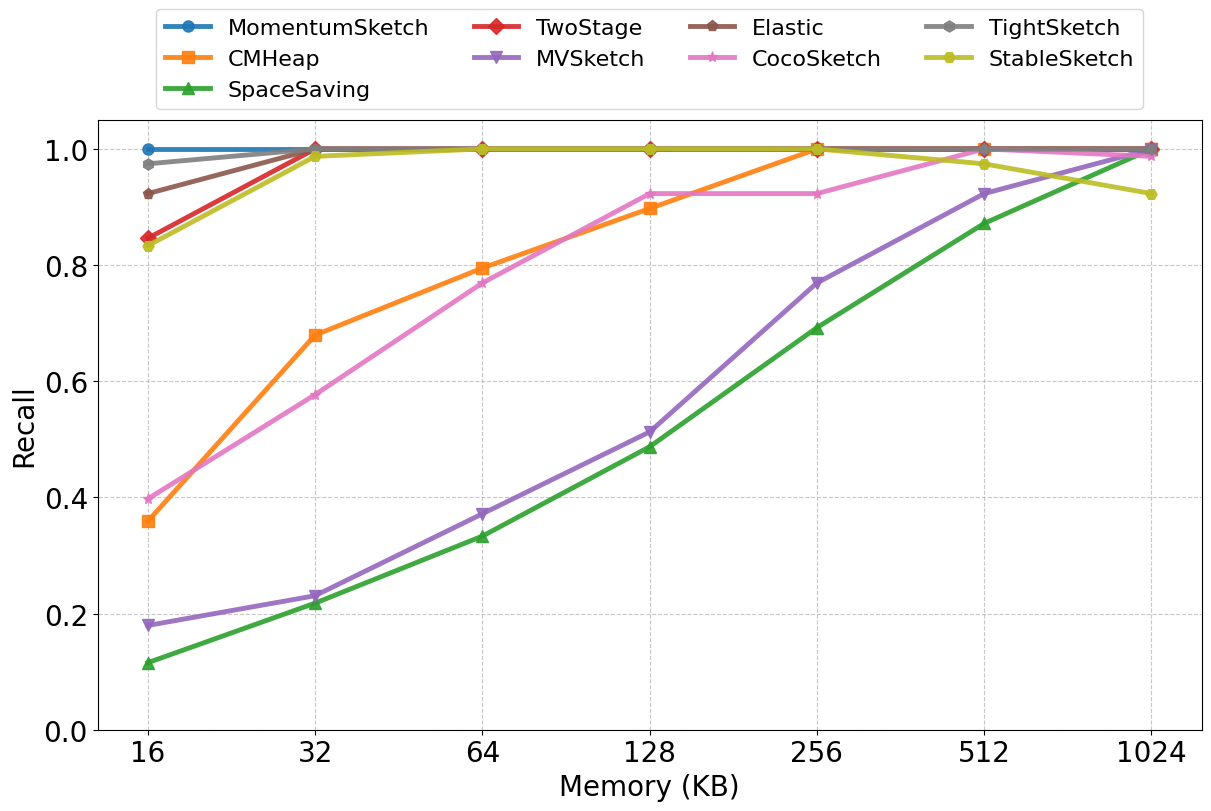 MomentumSketch TwoStage Elastic TightSketch
CMHeap MVSketch CocoSketch StableSketch
SpaceSaving
1.0
0.8
0.6
0.4
0.2
0.0
Recall
16 32 64 128 256 512 1024
Memory (KB)